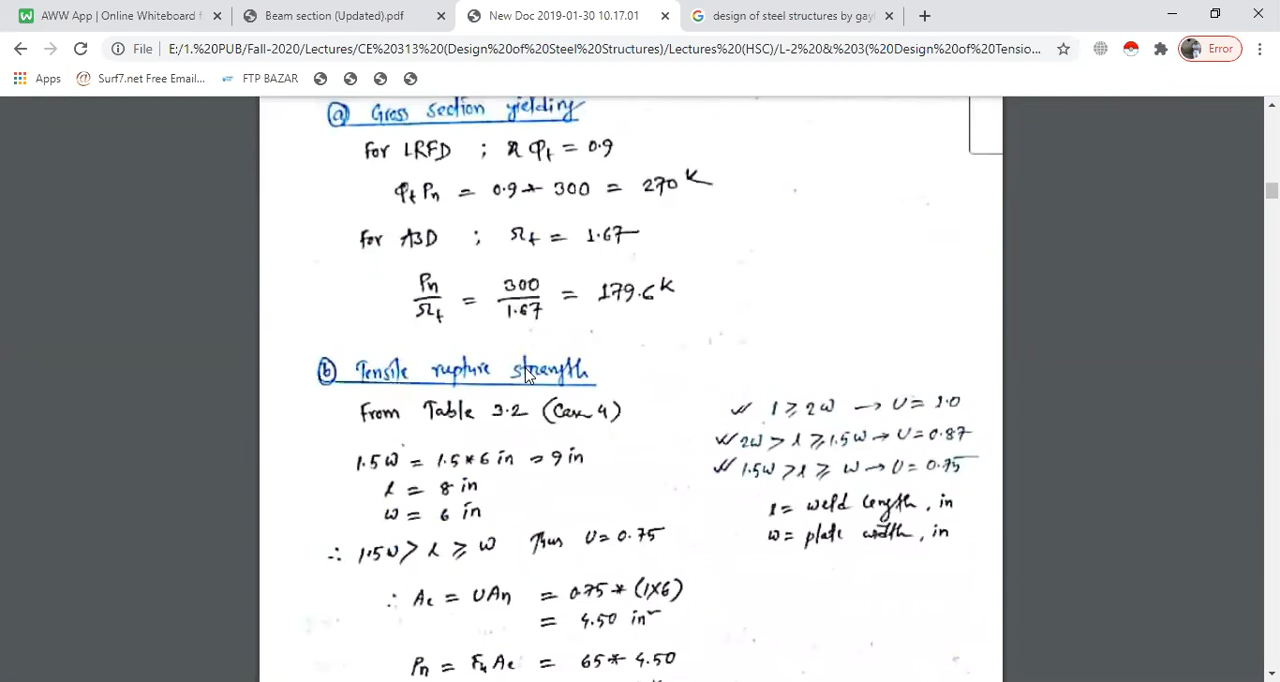 AWW App | Online Whiteboard f
Beam section (Updated).pdf
New Doc 2019-01-30 10.17.01
design of steel structures by gayl
File | E:/1.%20PUB/Fall-2020/Lectures/CE%20313%20(Design%20of%20Steel%20Structures)/Lectures%20(HSC)/L-2%20&%203(%20Design%20of%20Tensio...
Error
Apps
Surf7.net Free Email...
FTP BAZAR
(a) Gross section yielding
For LRFD ; φt = 0.9
φt Pn = 0.9 * 300 = 270 K
For ASD ; Ωt = 1.67
Pn/Ωt = 300/1.67 = 179.6 K
(b) Tensile rupture strength
From Table 3.2 (Case 4)
l ≥ 2w → U = 1.0
2w > l ≥ 1.5w → U = 0.87
1.5w > l ≥ w → U = 0.75
l = weld length, in
w = plate width, in
1.5w = 1.5*6 in = 9 in
l = 8 in
w = 6 in
∴ 1.5w > l ≥ w Thus U = 0.75
∴ Ae = UAn = 0.75 * (1×6)
= 4.50 in²
Pn = Fu Ae = 65 * 4.50